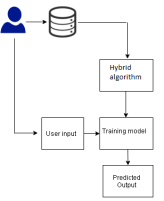 Hybrid
algorithm
User input
Training model
Predicted
Output